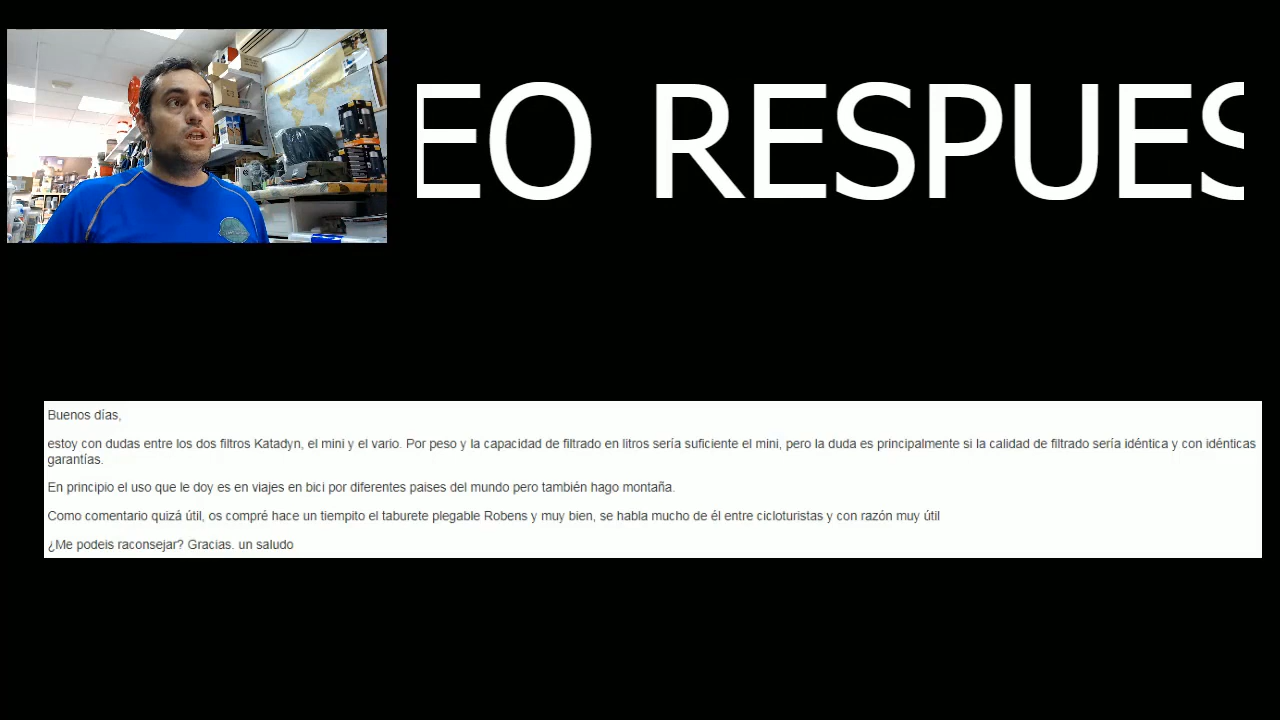 EO RESPUES
Buenos días,
estoy con dudas entre los dos filtros Katadyn, el mini y el vario. Por peso y la capacidad de filtrado en litros sería suficiente el mini, pero la duda es principalmente si la calidad de filtrado sería idéntica y con idénticas
garantías.
En principio el uso que le doy es en viajes en bici por diferentes paises del mundo pero también hago montaña.
Como comentario quizá útil, os compré hace un tiempito el taburete plegable Robens y muy bien, se habla mucho de él entre cicloturistas y con razón muy útil
¿Me podeis raconsejar? Gracias. un saludo